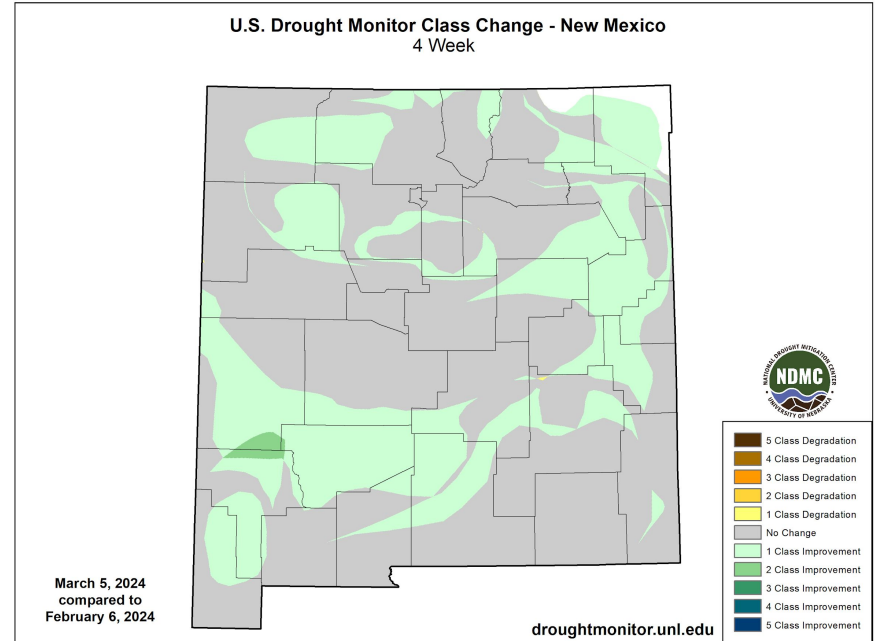 U.S. Drought Monitor Class Change - New Mexico
4 Week
NATIONAL DROUGHT MITIGATION CENTER
NDMC
UNIVERSITY OF NEBRASKA
5 Class Degradation
4 Class Degradation
3 Class Degradation
2 Class Degradation
1 Class Degradation
No Change
1 Class Improvement
2 Class Improvement
3 Class Improvement
4 Class Improvement
5 Class Improvement
March 5, 2024
compared to
February 6, 2024
droughtmonitor.unl.edu